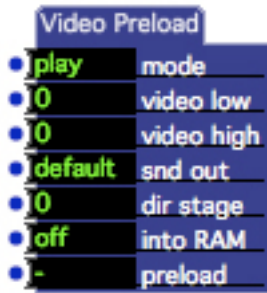 Video Preload
play mode
0 video low
0 video high
default snd out
0 dir stage
off into RAM
- preload